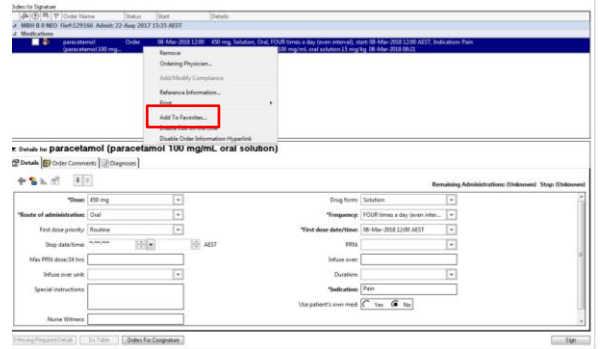 Orders for Signature
Order Name Status Start Details
MBH B 0 NEO Fin#:129166 Admit: 22-Aug-2017 15:35 AEST
Medications
paracetamol Order 08-Mar-2018 12:00 450 mg, Solution, Oral, FOUR times a day (even interval), start: 08-Mar-2018 12:00 AEST, Indication: Pain
(paracetamol 100 mg... 100 mg/mL oral solution 15 mg/kg 08-Mar-2018
Remove
Ordering Physician...
Add/Modify Compliance
Reference Information...
Print
Add To Favorites...
Disable Order Information Hyperlink
Details for paracetamol (paracetamol 100 mg/mL oral solution)
Details Order Comments Diagnoses
Remaining Administrations: (Unknown) Stop: (Unknown)
*Dose: 450 mg Drug form: Solution
*Route of administration: Oral *Frequency: FOUR times a day (even inter...
First dose priority: Routine *First dose date/time: 08-Mar-2018 12:00 AEST
Stop date/time: **-***-**** AEST PRN:
Max PRN dose/24 hrs: Infuse over:
Infuse over unit: Duration:
Special instructions: *Indication: Pain
Use patient's own med: Yes No
Nurse Witness:
Dx Table Orders For Cosignature Sign